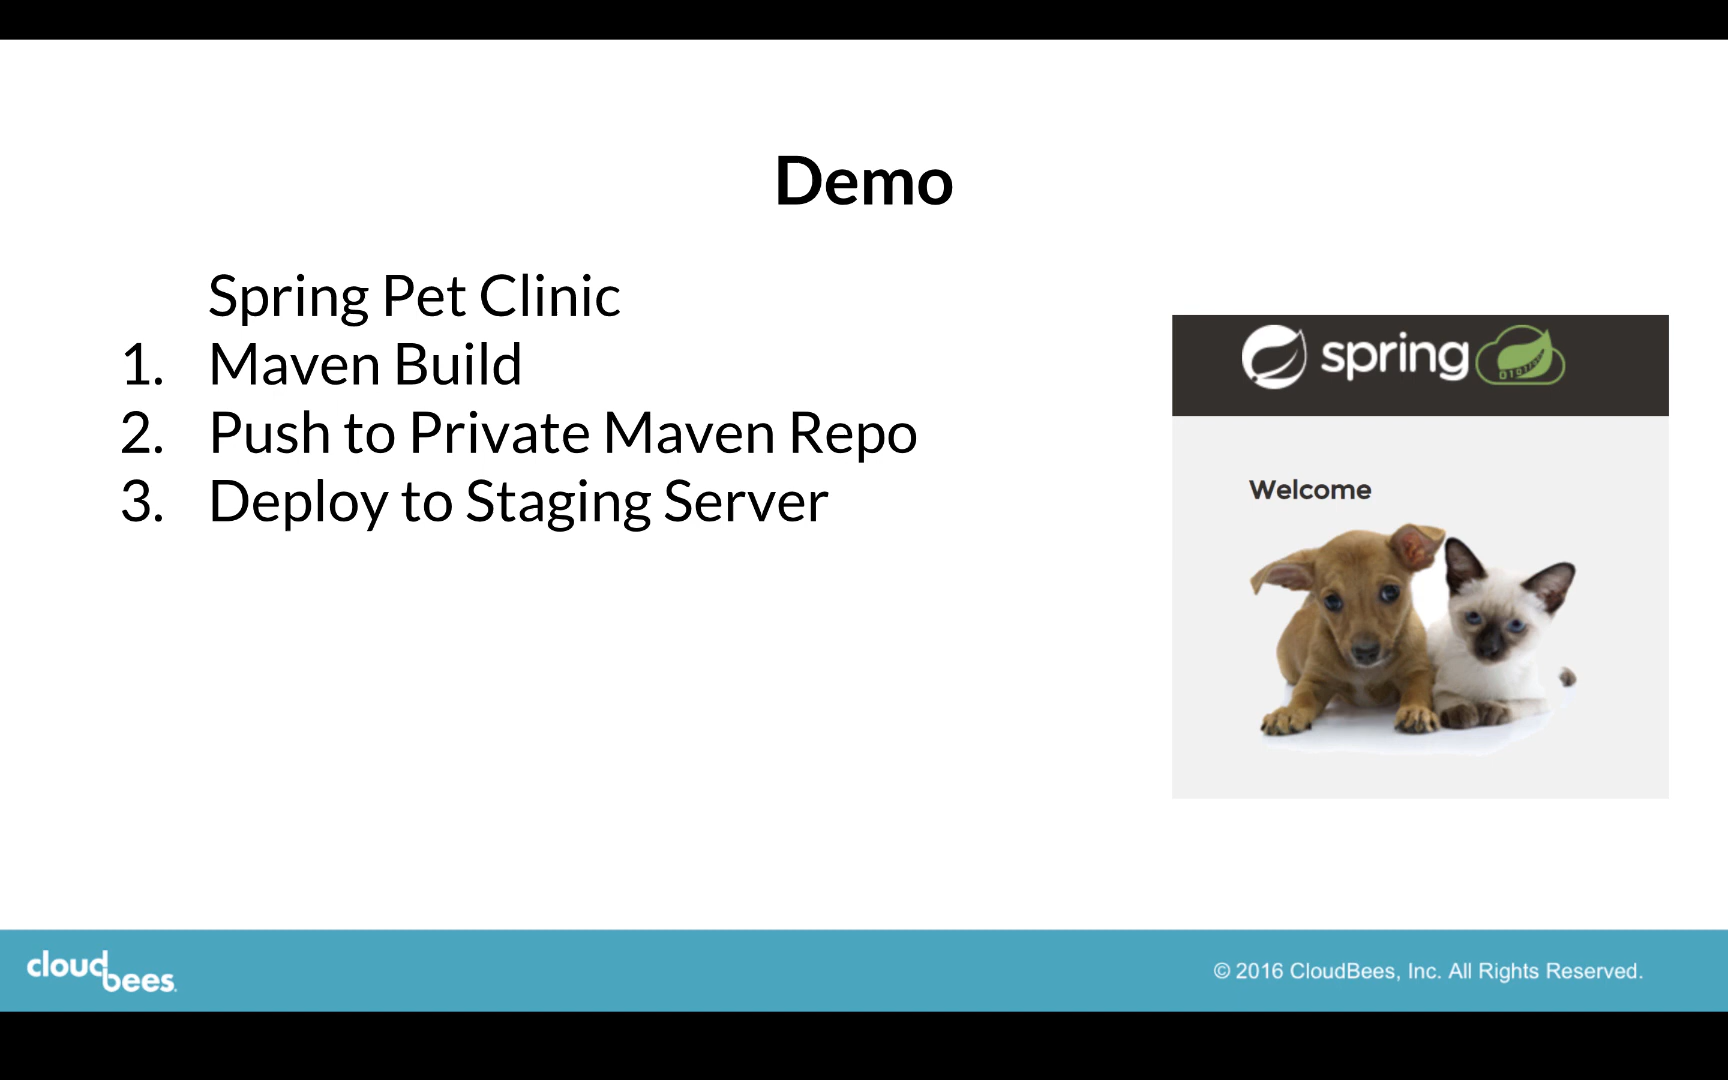 Demo
Spring Pet Clinic
1. Maven Build
2. Push to Private Maven Repo
3. Deploy to Staging Server
spring
Welcome
cloudbees
© 2016 CloudBees, Inc. All Rights Reserved.